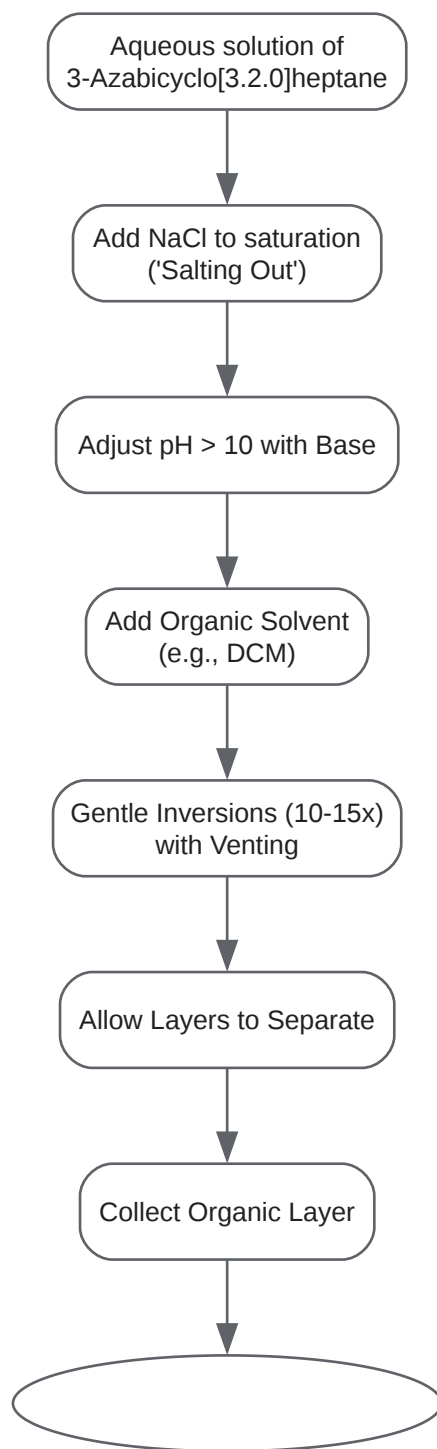 Aqueous solution of
3-Azabicyclo[3.2.0]heptane
Add NaCl to saturation
('Salting Out')
Adjust pH > 10 with Base
Add Organic Solvent
(e.g., DCM)
Gentle Inversions (10-15x)
with Venting
Allow Layers to Separate
Collect Organic Layer